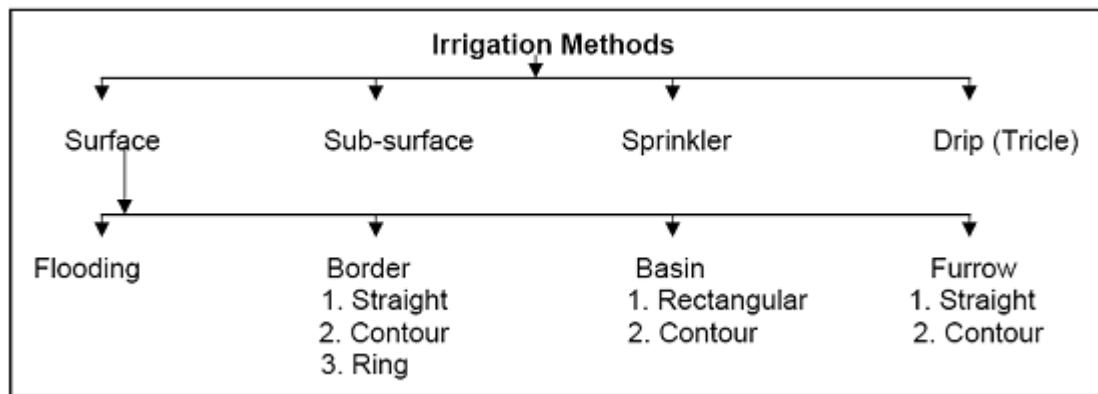 Irrigation Methods
Surface Sub-surface Sprinkler Drip (Tricle)
Flooding Border Basin Furrow
1. Straight 1. Rectangular 1. Straight
2. Contour 2. Contour 2. Contour
3. Ring